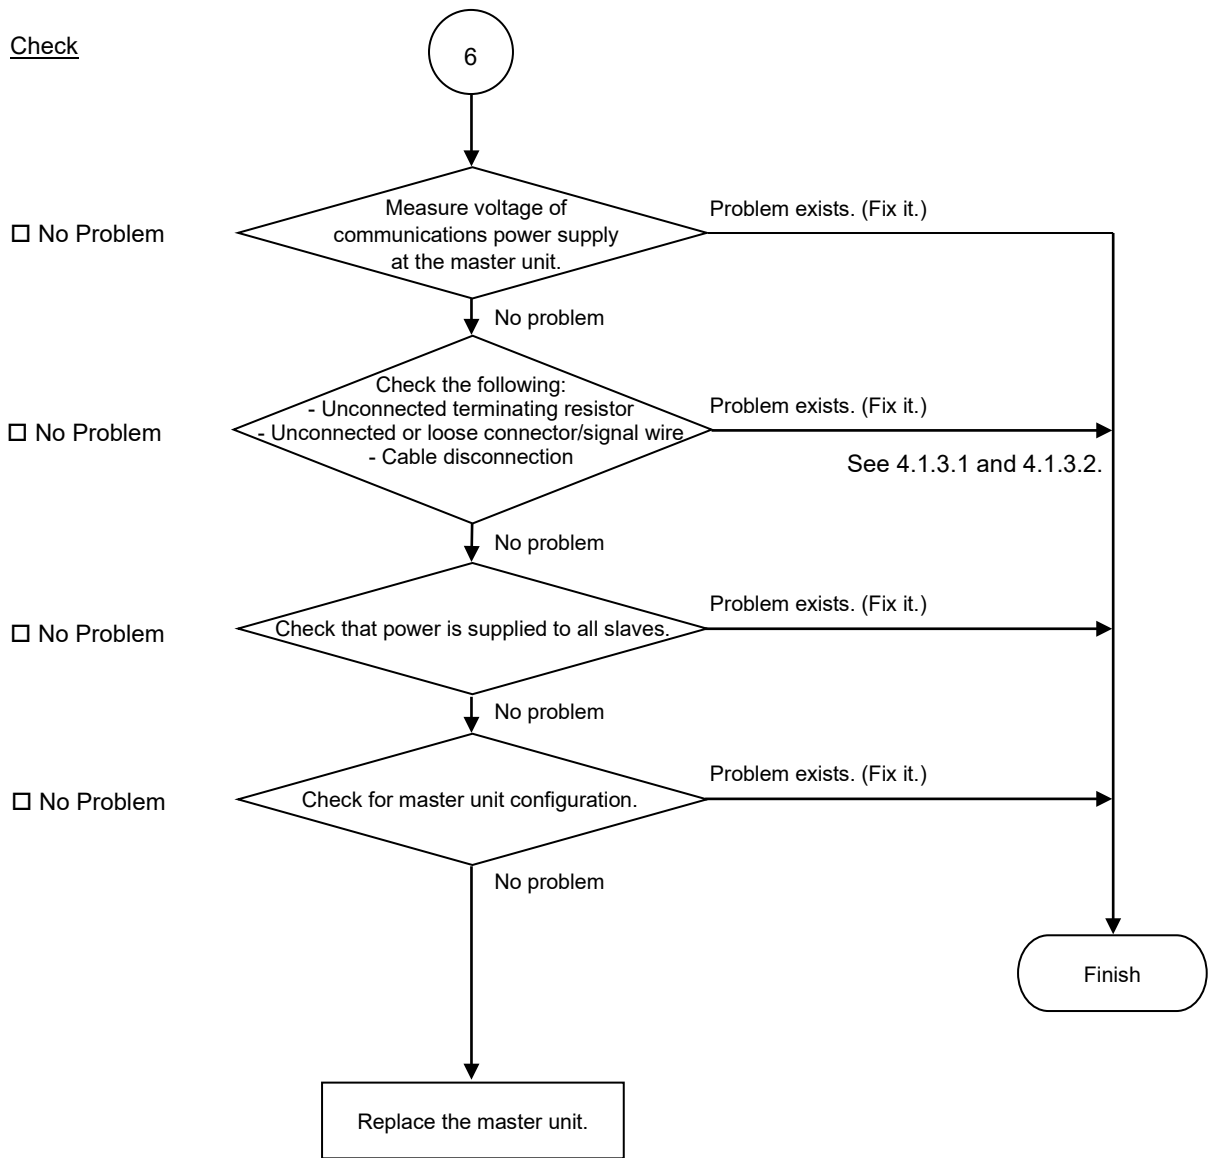 Check
6
Measure voltage of
communications power supply
at the master unit.
Problem exists. (Fix it.)
□ No Problem
No problem
Check the following:
- Unconnected terminating resistor
- Unconnected or loose connector/signal wire
- Cable disconnection
Problem exists. (Fix it.)
□ No Problem
See 4.1.3.1 and 4.1.3.2.
No problem
Problem exists. (Fix it.)
□ No Problem
Check that power is supplied to all slaves.
No problem
Problem exists. (Fix it.)
□ No Problem
Check for master unit configuration.
No problem
Finish
Replace the master unit.